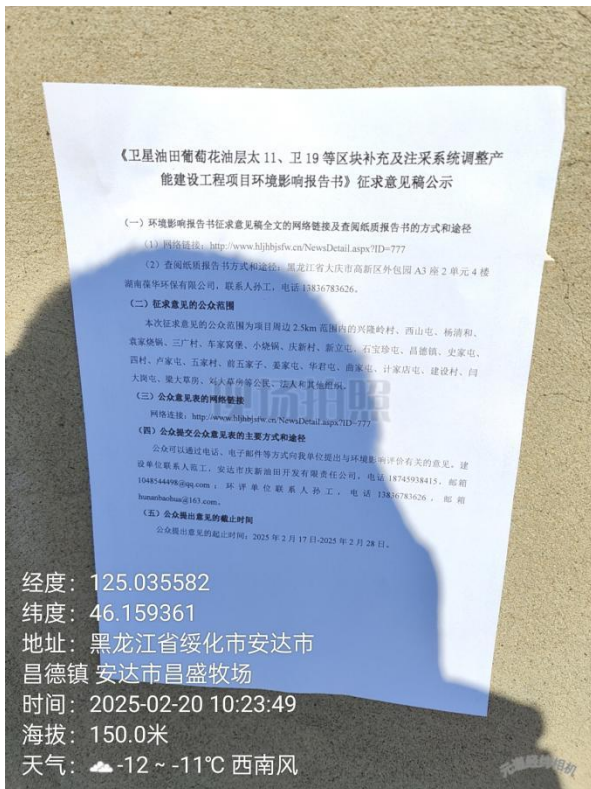 《卫星油田葡萄花油层太 11、卫 19 等区块补充及注采系统调整产
能建设工程项目环境影响报告书》征求意见稿公示
（一）环境影响报告书征求意见稿全文的网络链接及查阅纸质报告书的方式和途径
（1）网络链接：http://www.hljhbjsfw.cn/NewsDetail.aspx?ID=777
（2）查阅纸质报告书方式和途径：黑龙江省大庆市高新区外包园 A3 座 2 单元 4 楼
湖南葆华环保有限公司，联系人孙工，电话 13836783626。
（二）征求意见的公众范围
本次征求意见的公众范围为项目周边 2.5km 范围内的兴隆岭村、西山屯、杨清和、
袁家烧锅、三广村、车家窝堡、小烧锅、庆新村、新立屯、石宝珍屯、昌德镇、史家屯、
四村、卢家屯、五家村、前五家子、姜家屯、华君屯、曲家屯、计家店屯、建设村、闫
大岗屯、梁大草房、关大草房等公民、法人和其他组织。
（三）公众意见表的网络链接
网络连接：http://www.hljhbjsfw.cn/NewsDetail.aspx?ID=777
（四）公众提交公众意见表的主要方式和途径
公众可以通过电话、电子邮件等方式向我单位提出与环境影响评价有关的意见。建
设单位联系人范工，安达市庆新油田开发有限责任公司，电话 18745938415，邮箱
1048544498@qq.com；环评单位联系人孙工，电话 13836783626，邮箱
hunanbaohua@163.com。
（五）公众提出意见的截止时间
公众提出意见的起止时间：2025 年 2 月 17 日-2025 年 2 月 28 日。
现场拍照
经度：125.035582
纬度：46.159361
地址：黑龙江省绥化市安达市
昌德镇 安达市昌盛牧场
时间：2025-02-20 10:23:49
海拔：150.0米
天气：-12 ~ -11℃ 西南风